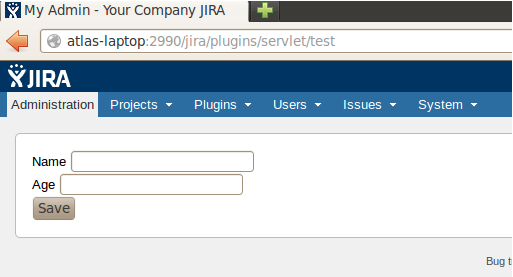 My Admin - Your Company JIRA
atlas-laptop:2990/jira/plugins/servlet/test
JIRA
Administration Projects Plugins Users Issues System
Name
Age
Save
Bug